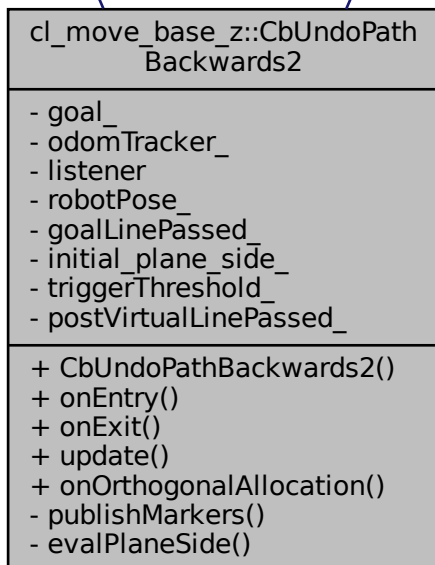 cl_move_base_z::CbUndoPath
Backwards2
- goal_
- odomTracker_
- listener
- robotPose_
- goalLinePassed_
- initial_plane_side_
- triggerThreshold_
- postVirtualLinePassed_
+ CbUndoPathBackwards2()
+ onEntry()
+ onExit()
+ update()
+ onOrthogonalAllocation()
- publishMarkers()
- evalPlaneSide()